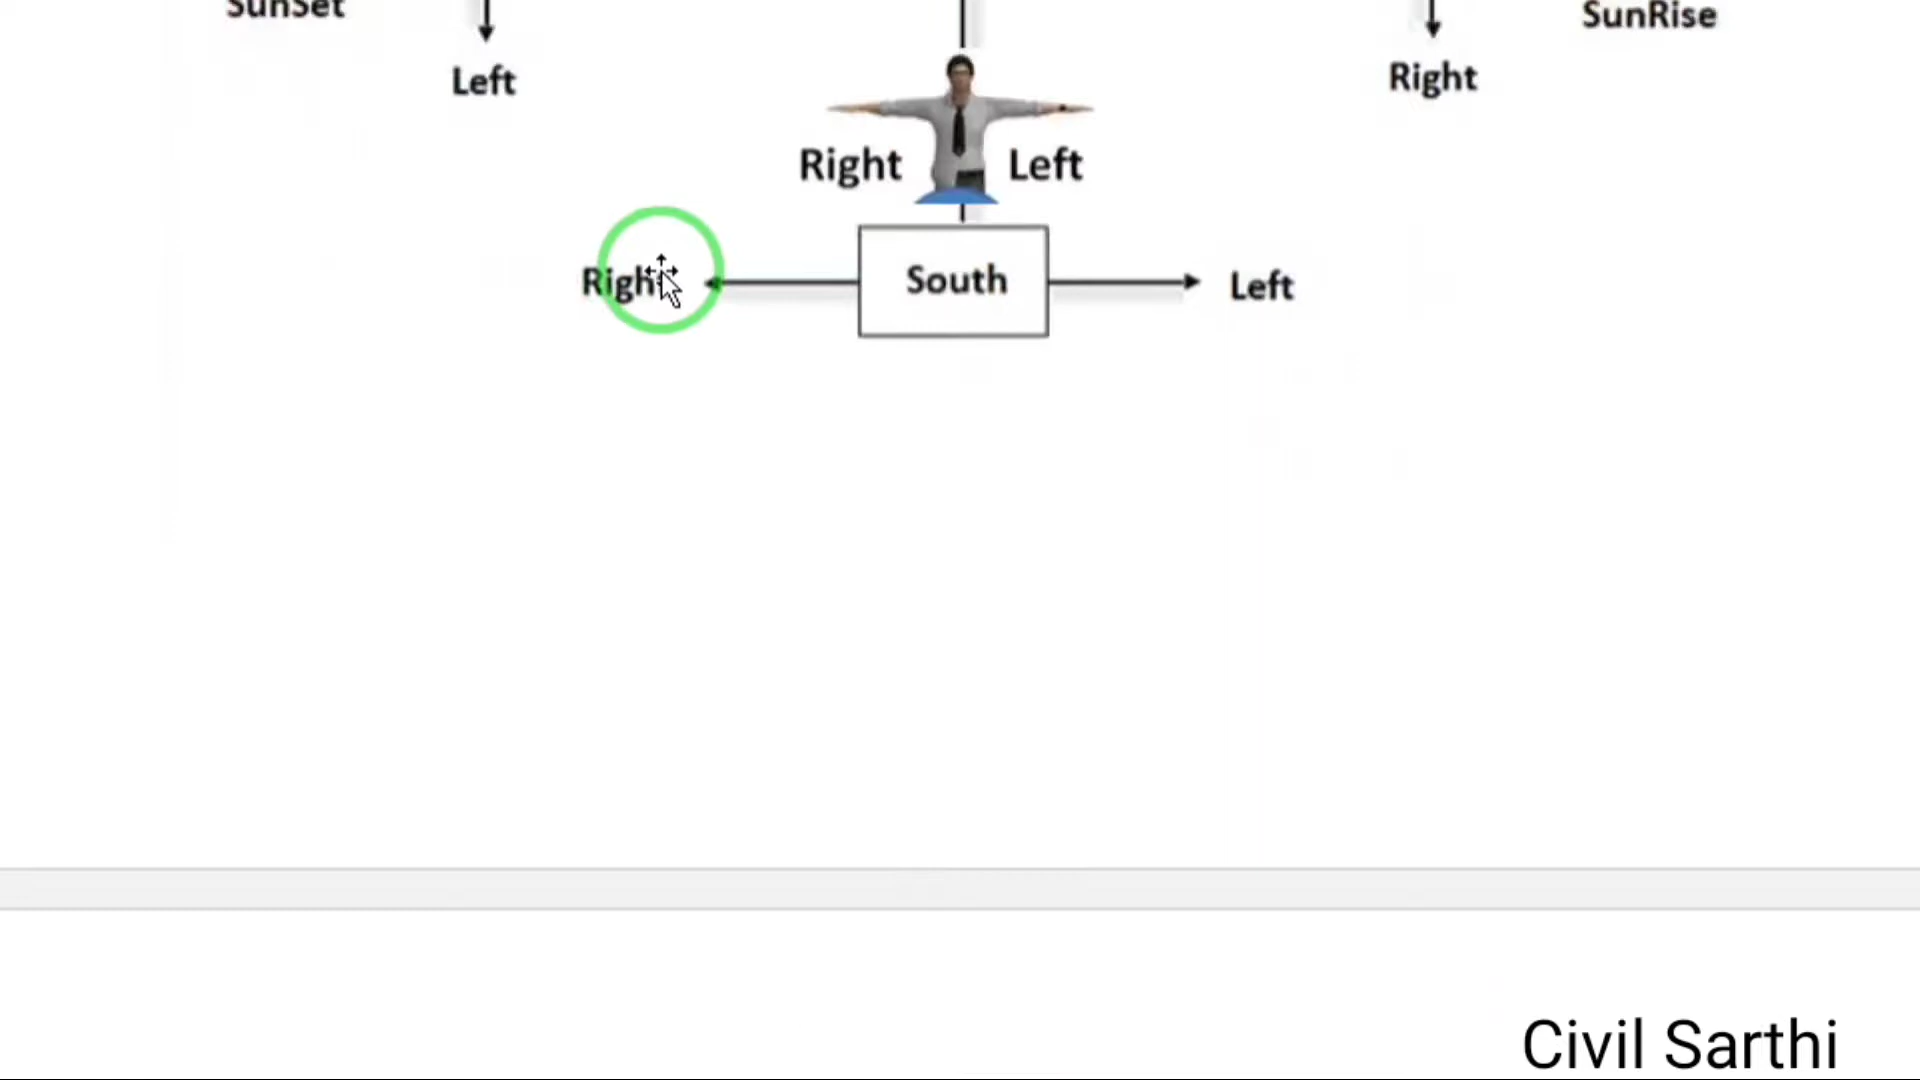 SunSet
SunRise
Left
Right
Right
Left
Right
South
Left
Civil Sarthi